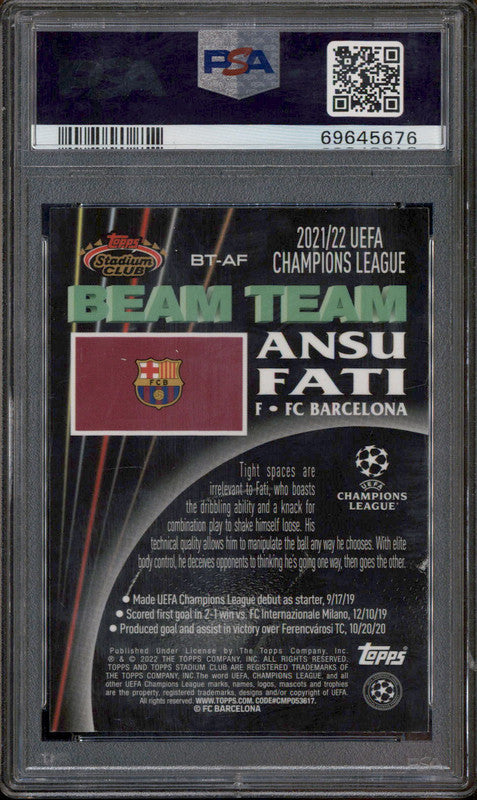 PSA
69645676
Topps
Stadium
CLUB
BT-AF
2021/22 UEFA
CHAMPIONS LEAGUE
BEAM TEAM
FCB
ANSU
FATI
F • FC BARCELONA
Tight spaces are
irrelevant to Fati, who boasts
the dribbling ability and a knack for
combination play to shake himself loose. His
technical quality allows him to manipulate the ball any way he chooses. With elite
body control, he deceives opponents to thinking he's going one way, then goes the other.
UEFA
CHAMPIONS
LEAGUE
• Made UEFA Champions League debut as starter, 9/17/19
• Scored first goal in 2-1 win vs. FC Internazionale Milano, 12/10/19
• Produced goal and assist in victory over Ferencvárosi TC, 10/20/20
Published Under License by The Topps Company, Inc.
® & © 2022 THE TOPPS COMPANY, INC. ALL RIGHTS RESERVED.
TOPPS AND TOPPS STADIUM CLUB ARE REGISTERED TRADEMARKS OF
THE TOPPS COMPANY, INC. The word UEFA, CHAMPIONS LEAGUE, and all
other UEFA Champions League marks, names, logos, mascots and trophies
are the property, registered trademarks, designs and/or copyright of UEFA.
All rights reserved. WWW.TOPPS.COM. CODE#CMP053617.
© FC BARCELONA
Topps
PSA